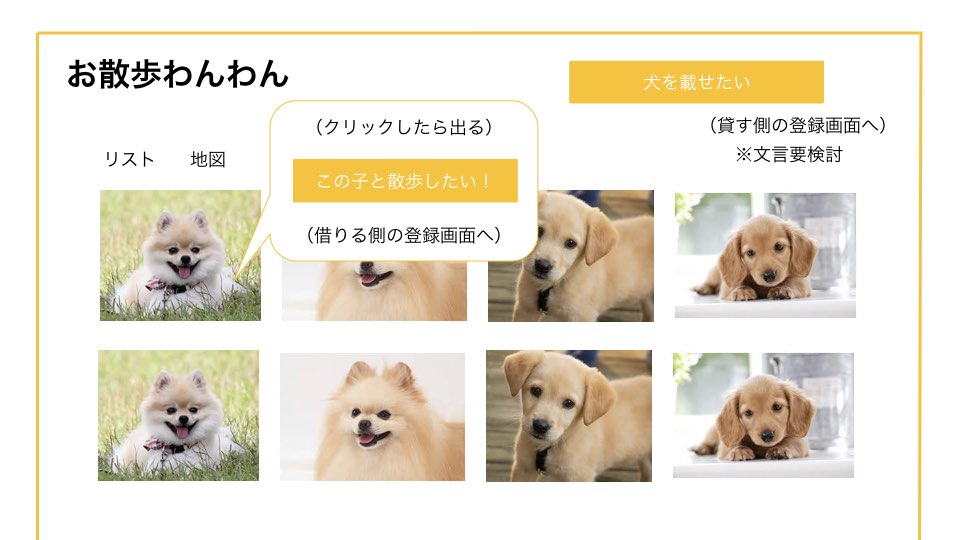 お散歩わんわん
犬を載せたい
（クリックしたら出る）
（貸す側の登録画面へ）
※文言要検討
リスト 地図
この子と散歩したい！
（借りる側の登録画面へ）